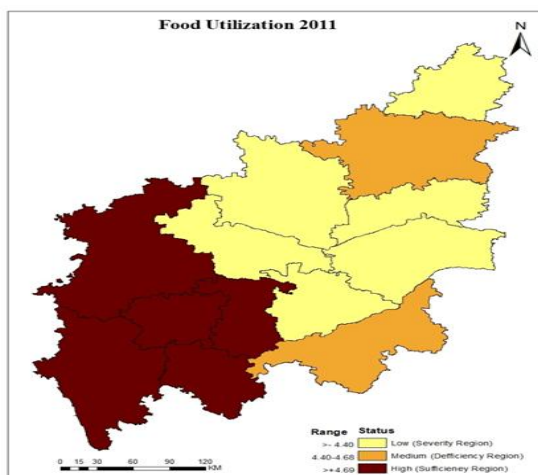 Food Utilization 2011
N
Range Status
>- 4.40 Low (Severity Region)
4.40-4.68 Medium (Defficiency Region)
>+4.69 High (Sufficiency Region)
0 15 30 60 90 120
KM